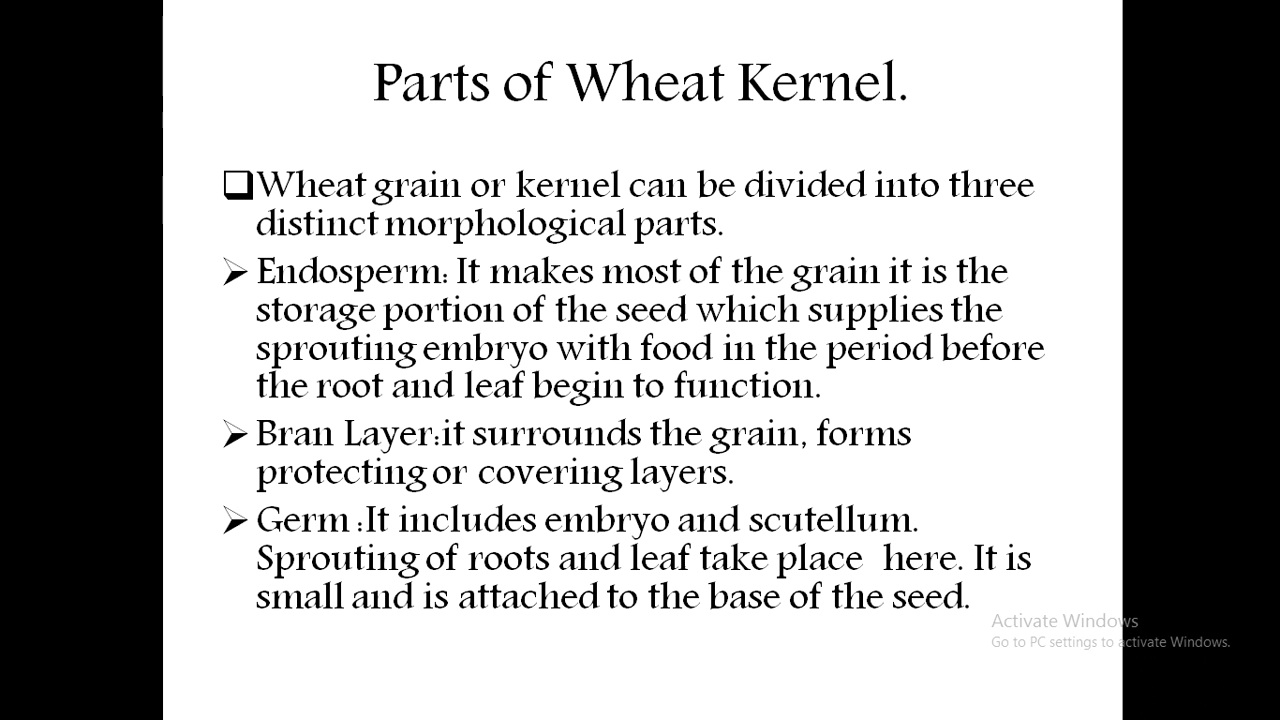 Parts of Wheat Kernel.
Wheat grain or kernel can be divided into three
distinct morphological parts.
Endosperm: It makes most of the grain it is the
storage portion of the seed which supplies the
sprouting embryo with food in the period before
the root and leaf begin to function.
Bran Layer:it surrounds the grain, forms
protecting or covering layers.
Germ :It includes embryo and scutellum.
Sprouting of roots and leaf take place here. It is
small and is attached to the base of the seed.
Activate Windows
Go to PC settings to activate Windows.